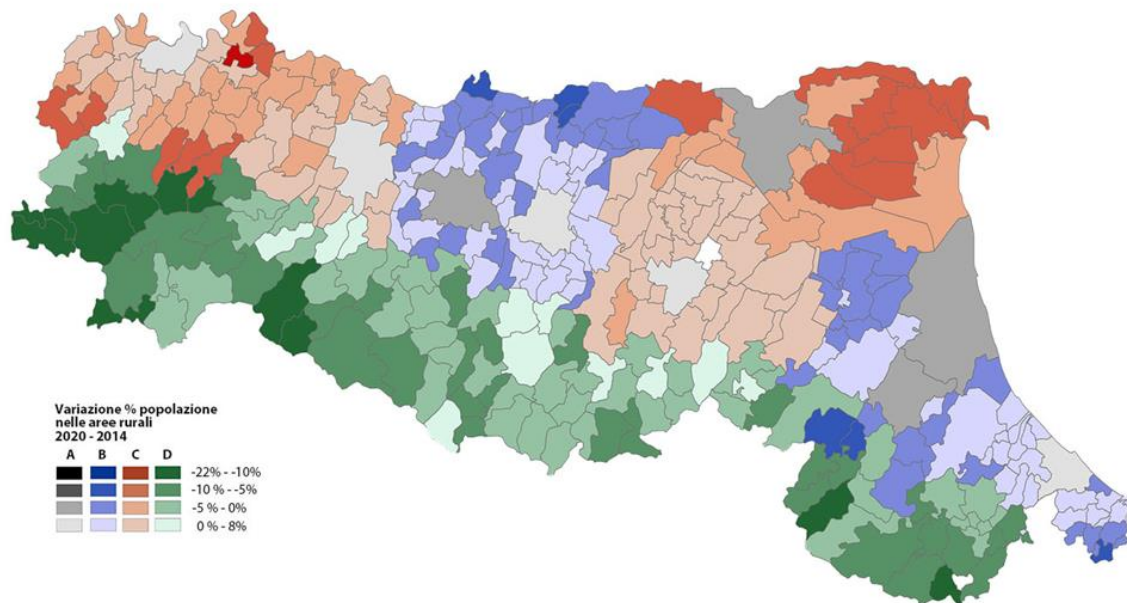 Variazione % popolazione
nelle aree rurali
2020 - 2014
A B C D
-22% - -10%
-10 % - -5%
-5 % - 0%
0 % - 8%